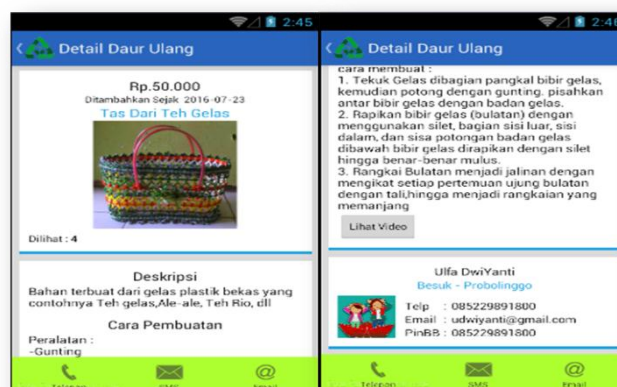 2:45
Detail Daur Ulang
Rp.50.000
Ditambahkan Sejak 2016-07-23
Tas Dari Teh Gelas
Dilihat : 4
Deskripsi
Bahan terbuat dari gelas plastik bekas yang
contohnya Teh gelas,Ale-ale, Teh Rio, dll
Cara Pembuatan
Peralatan :
-Gunting
Telepon
SMS
Email
2:46
Detail Daur Ulang
cara membuat :
1. Tekuk Gelas dibagian pangkal bibir gelas,
kemudian potong dengan gunting. pisahkan
antar bibir gelas dengan badan gelas.
2. Rapikan bibir gelas (bulatan) dengan
menggunakan silet, bagian sisi luar, sisi
dalam, dan sisa potongan badan gelas
dibawah bibir gelas dirapikan dengan silet
hingga benar-benar mulus.
3. Rangkai Bulatan menjadi jalinan dengan
mengikat setiap pertemuan ujung bulatan
dengan tali,hingga menjadi rangkaian yang
memanjang
Lihat Video
Ulfa DwiYanti
Besuk - Probolinggo
Telp : 085229891800
Email : udwiyanti@gmail.com
PinBB : 085229891800
Telepon
SMS
Email